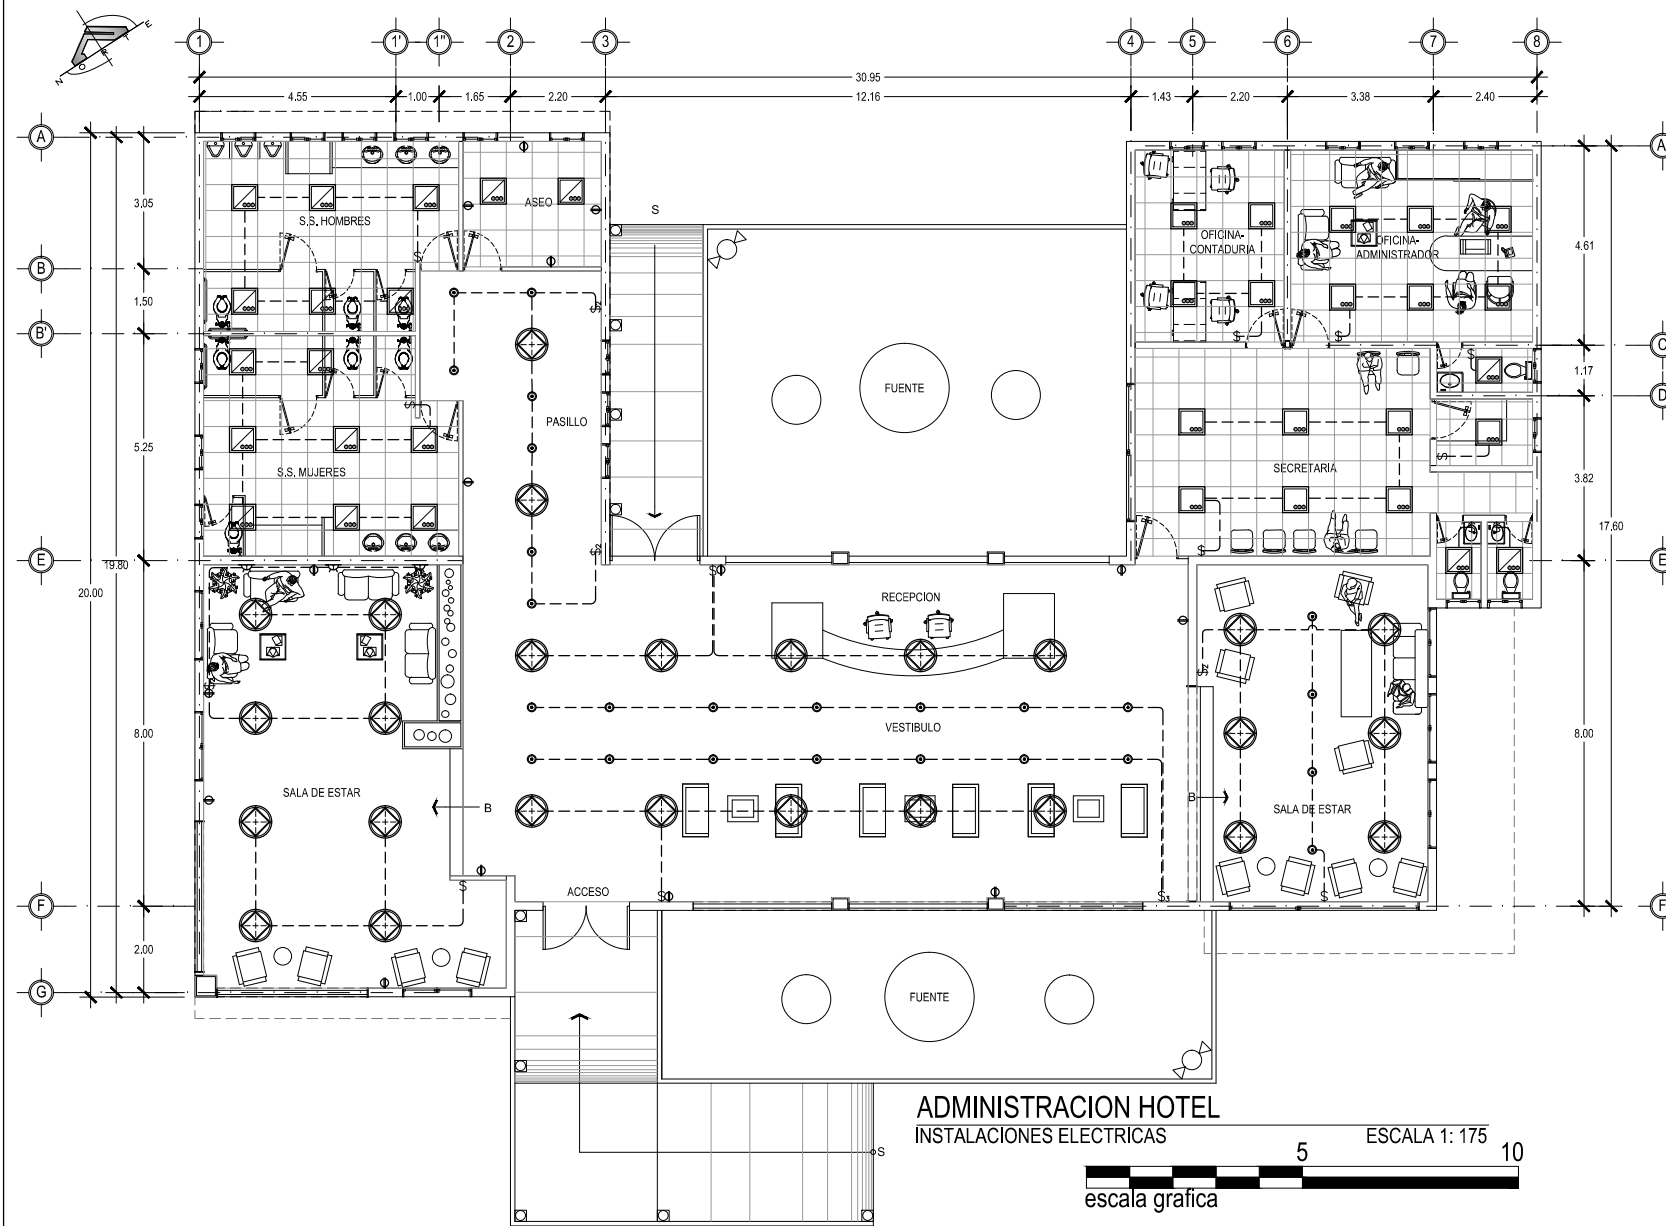 E
N
O
1
1'
1"
2
3
4
5
6
7
8
30.95
4.55
1.00
1.65
2.20
12.16
1.43
2.20
3.38
2.40
A
B
B'
E
F
G
A
C
D
E
F
3.05
1.50
5.25
8.00
2.00
19.80
20.00
4.61
1.17
3.82
8.00
17.60
S.S. HOMBRES
ASEO
S
OFICINA-
CONTADURIA
OFICINA-
ADMINISTRADOR
FUENTE
PASILLO
S.S. MUJERES
SECRETARIA
RECEPCION
VESTIBULO
SALA DE ESTAR
B
B
SALA DE ESTAR
ACCESO
FUENTE
S
ADMINISTRACION HOTEL
INSTALACIONES ELECTRICAS ESCALA 1: 175
5 10
escala grafica